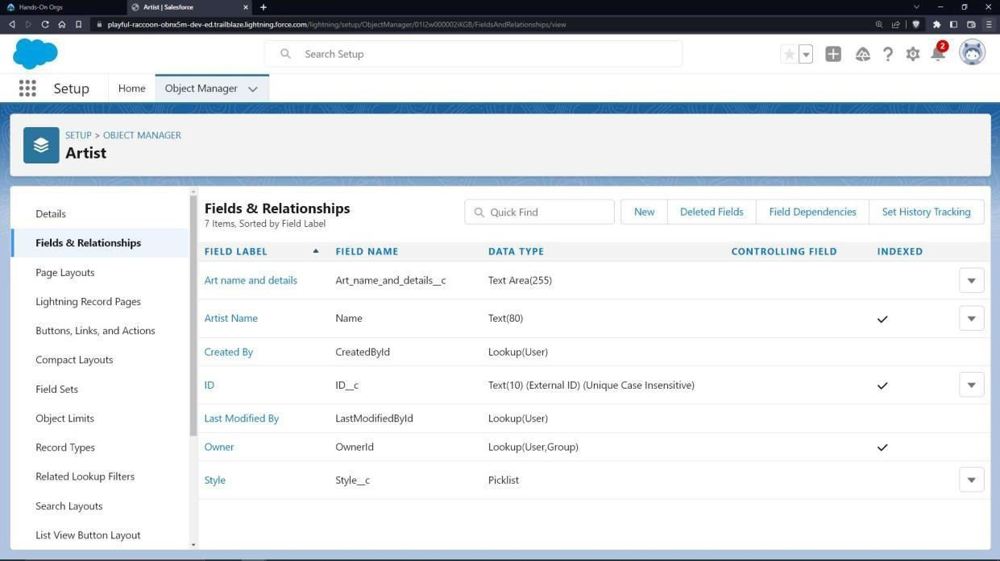 Hands-On Orgs
Artist | Salesforce
playful-raccoon-obnx5m-dev-ed.trailblaze.lightning.force.com/lightning/setup/ObjectManager/01I2w000002iKGB/FieldsAndRelationships/view
Search Setup
2
Setup
Home
Object Manager
SETUP > OBJECT MANAGER
Artist
Details
Fields & Relationships
Page Layouts
Lightning Record Pages
Buttons, Links, and Actions
Compact Layouts
Field Sets
Object Limits
Record Types
Related Lookup Filters
Search Layouts
List View Button Layout
Fields & Relationships
7 Items, Sorted by Field Label
Quick Find
New
Deleted Fields
Field Dependencies
Set History Tracking
FIELD LABEL FIELD NAME DATA TYPE CONTROLLING FIELD INDEXED
Art name and details Art_name_and_details__c Text Area(255)
Artist Name Name Text(80)
Created By CreatedById Lookup(User)
ID ID__c Text(10) (External ID) (Unique Case Insensitive)
Last Modified By LastModifiedById Lookup(User)
Owner OwnerId Lookup(User,Group)
Style Style__c Picklist